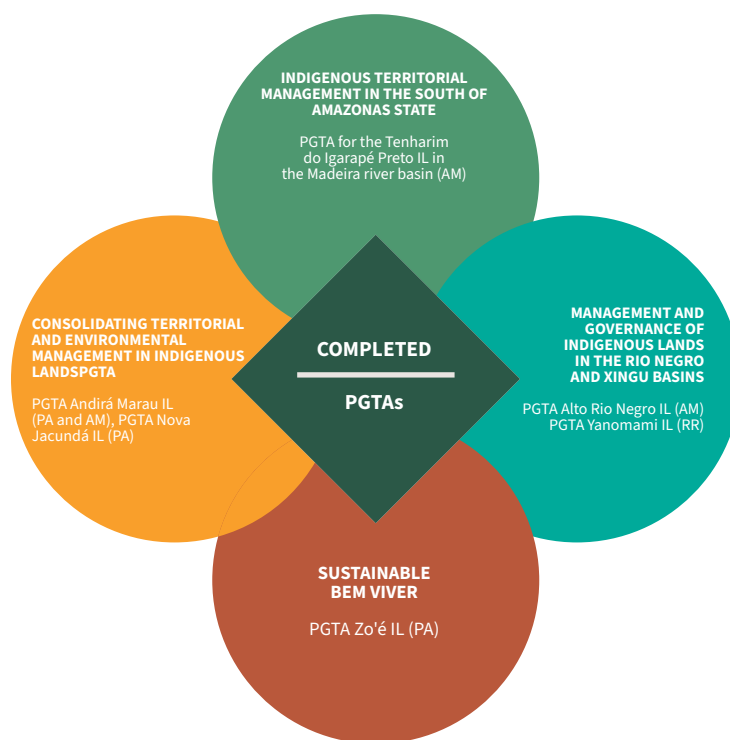 INDIGENOUS TERRITORIAL
MANAGEMENT IN THE SOUTH OF
AMAZONAS STATE
PGTA for the Tenharim
do Igarapé Preto IL in
the Madeira river basin (AM)
CONSOLIDATING TERRITORIAL
AND ENVIRONMENTAL
MANAGEMENT IN INDIGENOUS
LANDSPGTA
PGTA Andirá Marau IL
(PA and AM), PGTA Nova
Jacundá IL (PA)
COMPLETED
PGTAs
MANAGEMENT AND
GOVERNANCE OF
INDIGENOUS LANDS
IN THE RIO NEGRO
AND XINGU BASINS
PGTA Alto Rio Negro IL (AM)
PGTA Yanomami IL (RR)
SUSTAINABLE
BEM VIVER
PGTA Zo'é IL (PA)